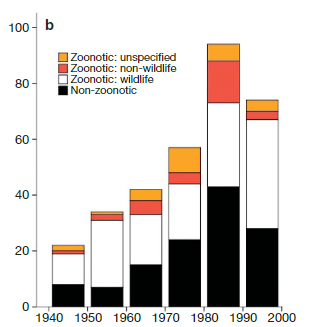 b
100
Zoonotic: unspecified
Zoonotic: non-wildlife
Zoonotic: wildlife
Non-zoonotic
80
60
40
20
0
1940 1950 1960 1970 1980 1990 2000